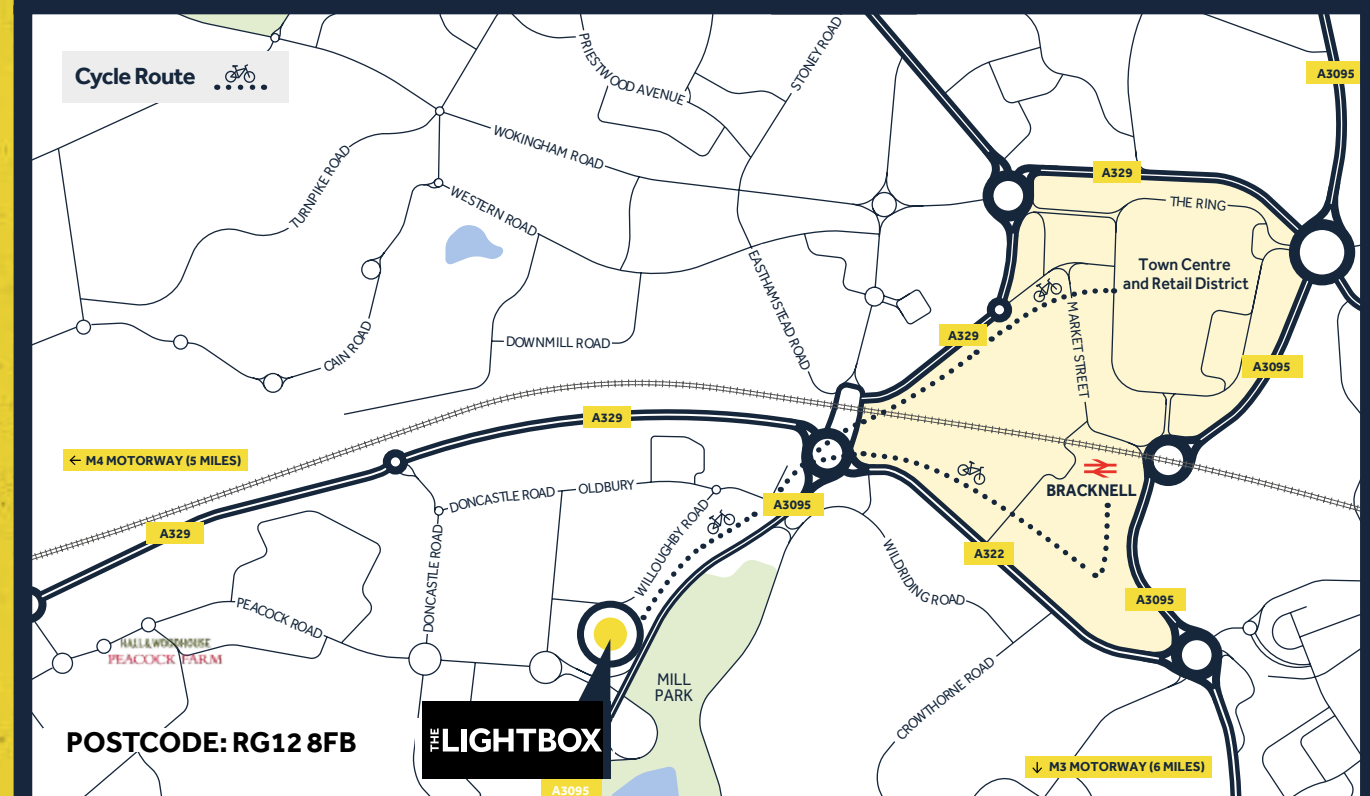 Cycle Route
PRIESTWOOD AVENUE
STONEY ROAD
A3095
WOKINGHAM ROAD
TURNPIKE ROAD
WESTERN ROAD
A329
THE RING
Town Centre
and Retail District
EASTHAMSTEAD ROAD
MARKET STREET
CAIN ROAD
DOWNMILL ROAD
A329
A3095
A329
← M4 MOTORWAY (5 MILES)
BRACKNELL
DONCASTLE ROAD
OLDBURY
A3095
A329
WILLOUGHBY ROAD
DONCASTLE ROAD
A322
WILDRIDING ROAD
A3095
PEACOCK ROAD
HALL & WOODHOUSE
PEACOCK FARM
MILL
PARK
CROWTHORNE ROAD
POSTCODE: RG12 8FB
THE LIGHTBOX
↓ M3 MOTORWAY (6 MILES)
A3095